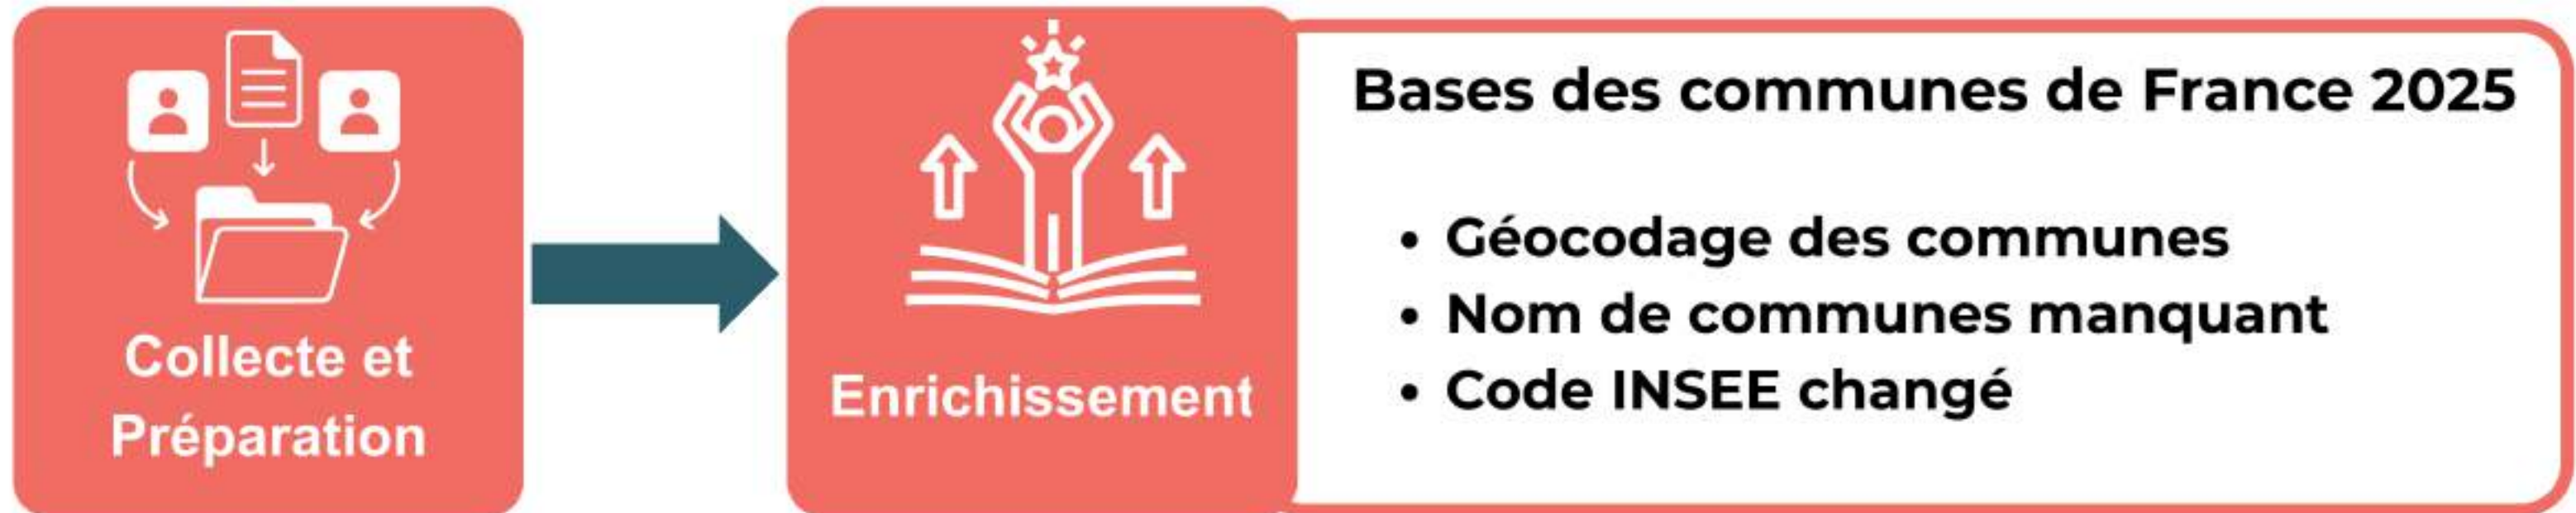 Collecte et
Préparation
Enrichissement
Bases des communes de France 2025
• Géocodage des communes
• Nom de communes manquant
• Code INSEE changé